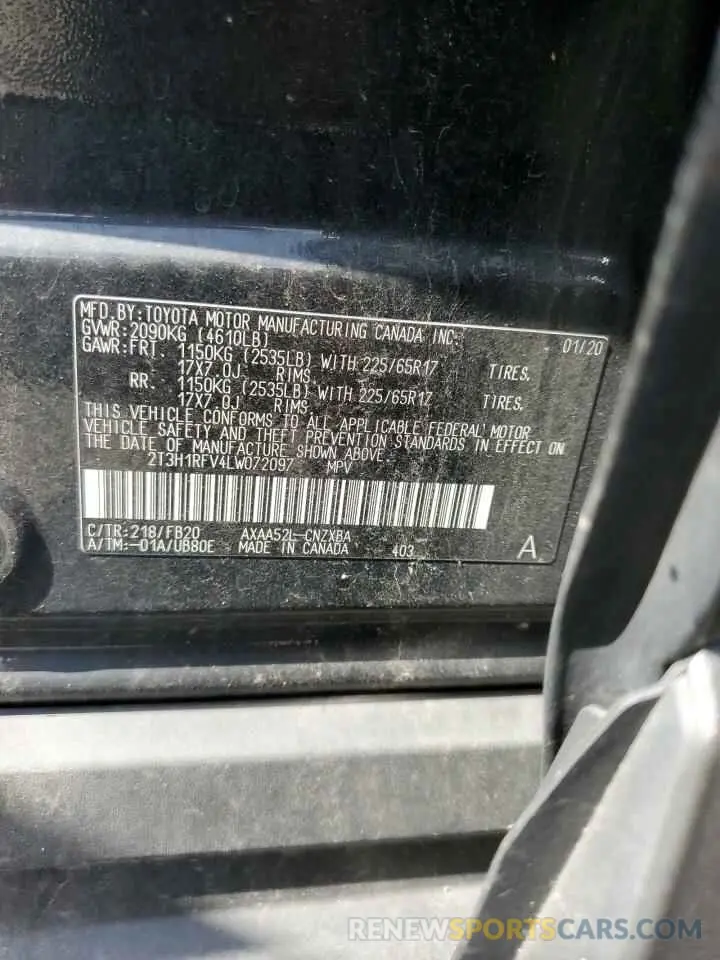 MFD.BY:TOYOTA MOTOR MANUFACTURING CANADA INC.
GVWR:2090KG (4610LB) 01/20
GAWR:FRT. 1150KG (2535LB) WITH 225/65R17 TIRES,
17X7.0J RIMS
RR. 1150KG (2535LB) WITH 225/65R17 TIRES,
17X7.0J RIMS
THIS VEHICLE CONFORMS TO ALL APPLICABLE FEDERAL MOTOR
VEHICLE SAFETY AND THEFT PREVENTION STANDARDS IN EFFECT ON
THE DATE OF MANUFACTURE SHOWN ABOVE.
2T3H1RFV4LW072097 MPV
C/TR:218/FB20 AXAA52L-CNZXBA
A/TM:-01A/UB80E MADE IN CANADA 403 A
RENEWSPORTSCARS.COM